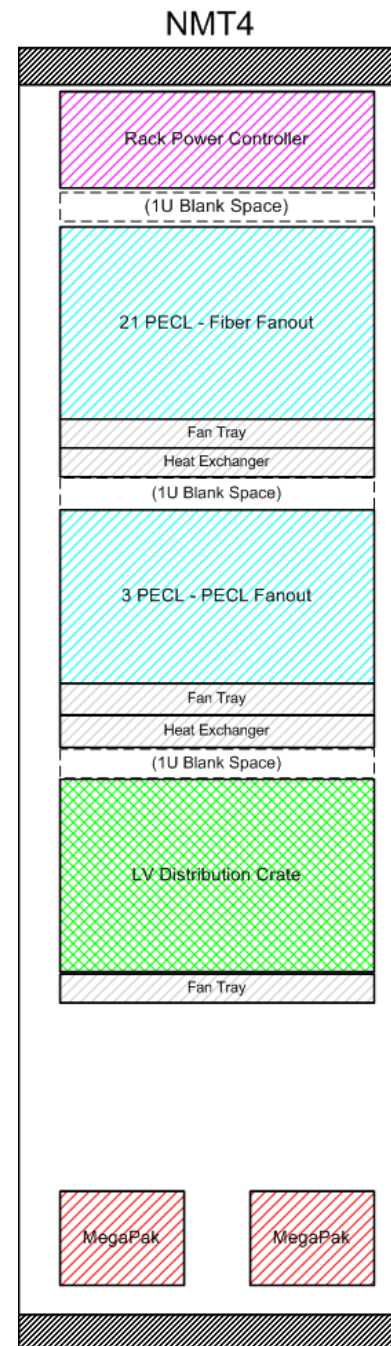 NMT4
Rack Power Controller
(1U Blank Space)
21 PECL - Fiber Fanout
Fan Tray
Heat Exchanger
(1U Blank Space)
3 PECL - PECL Fanout
Fan Tray
Heat Exchanger
(1U Blank Space)
LV Distribution Crate
Fan Tray
MegaPak MegaPak